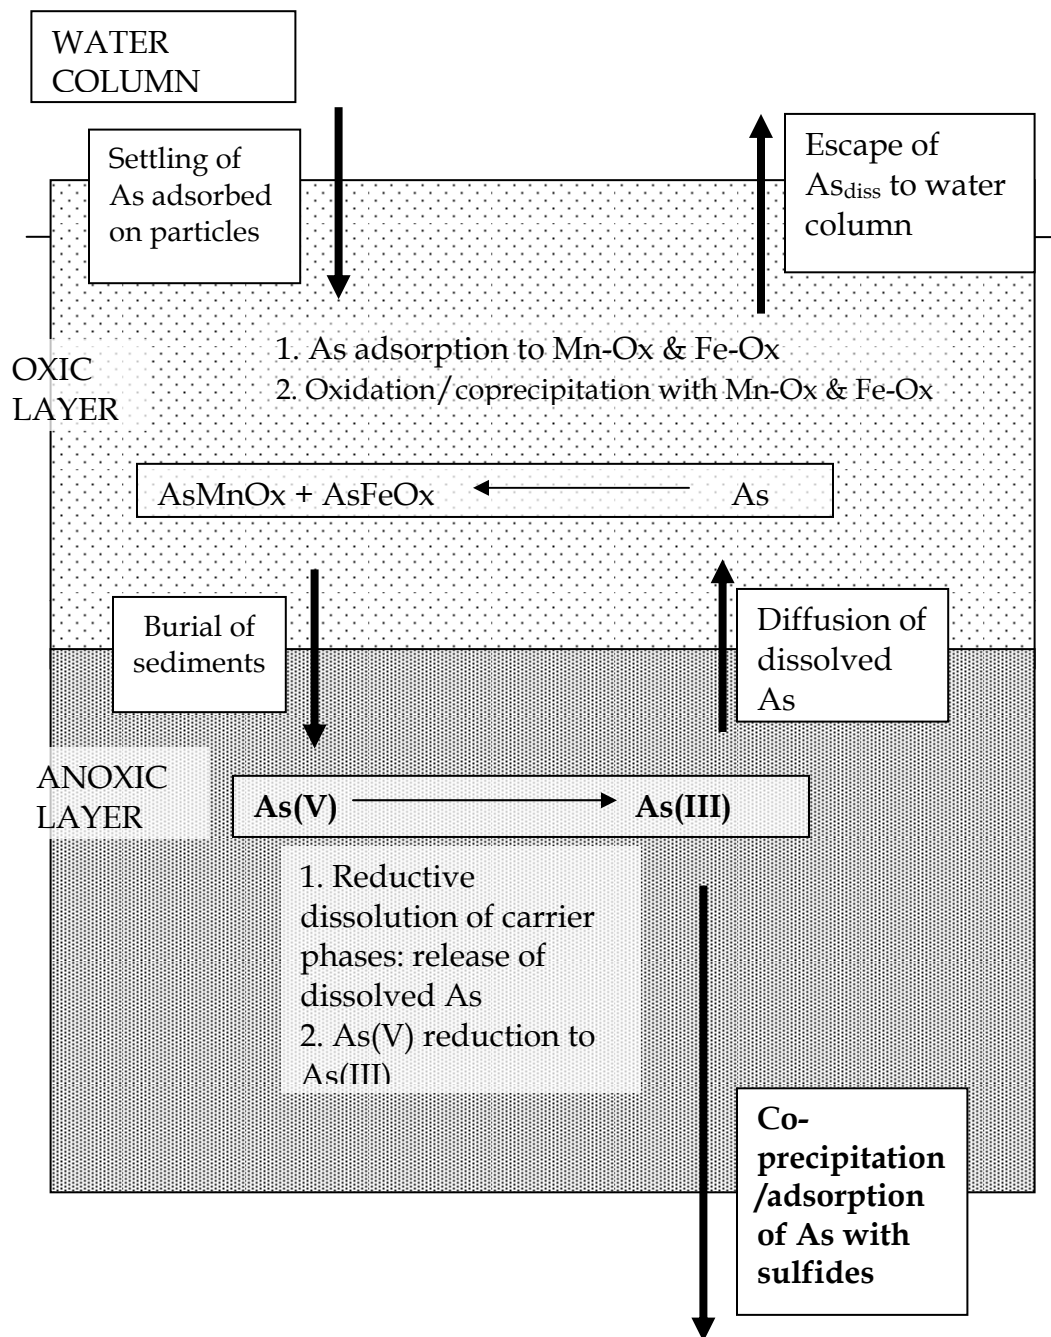 WATER
COLUMN
Settling of
As adsorbed
on particles
Escape of
Asdiss to water
column
OXIC
LAYER
1. As adsorption to Mn-Ox & Fe-Ox
2. Oxidation/coprecipitation with Mn-Ox & Fe-Ox
AsMnOx + AsFeOx
As
Burial of
sediments
Diffusion of
dissolved
As
ANOXIC
LAYER
As(V)
As(III)
1. Reductive
dissolution of carrier
phases: release of
dissolved As
2. As(V) reduction to
As(III)
Co-
precipitation
/adsorption
of As with
sulfides